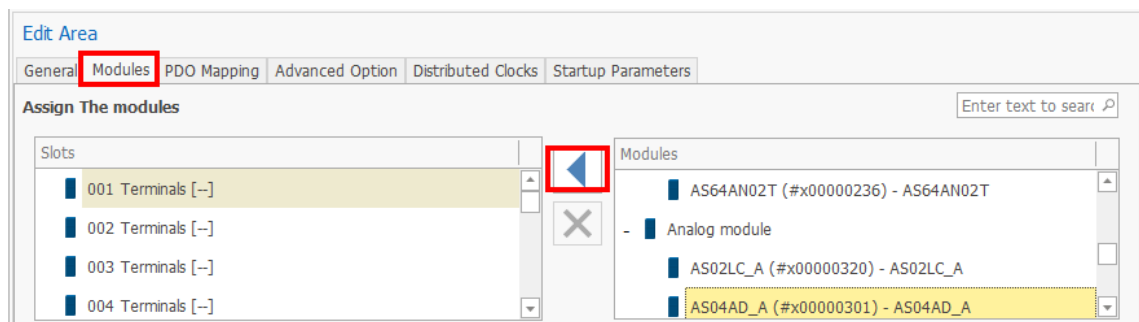 Edit Area
General Modules PDO Mapping Advanced Option Distributed Clocks Startup Parameters
Assign The modules
Enter text to searc
Slots
Modules
001 Terminals [--]
AS64AN02T (#x00000236) - AS64AN02T
002 Terminals [--]
- Analog module
003 Terminals [--]
AS02LC_A (#x00000320) - AS02LC_A
004 Terminals [--]
AS04AD_A (#x00000301) - AS04AD_A